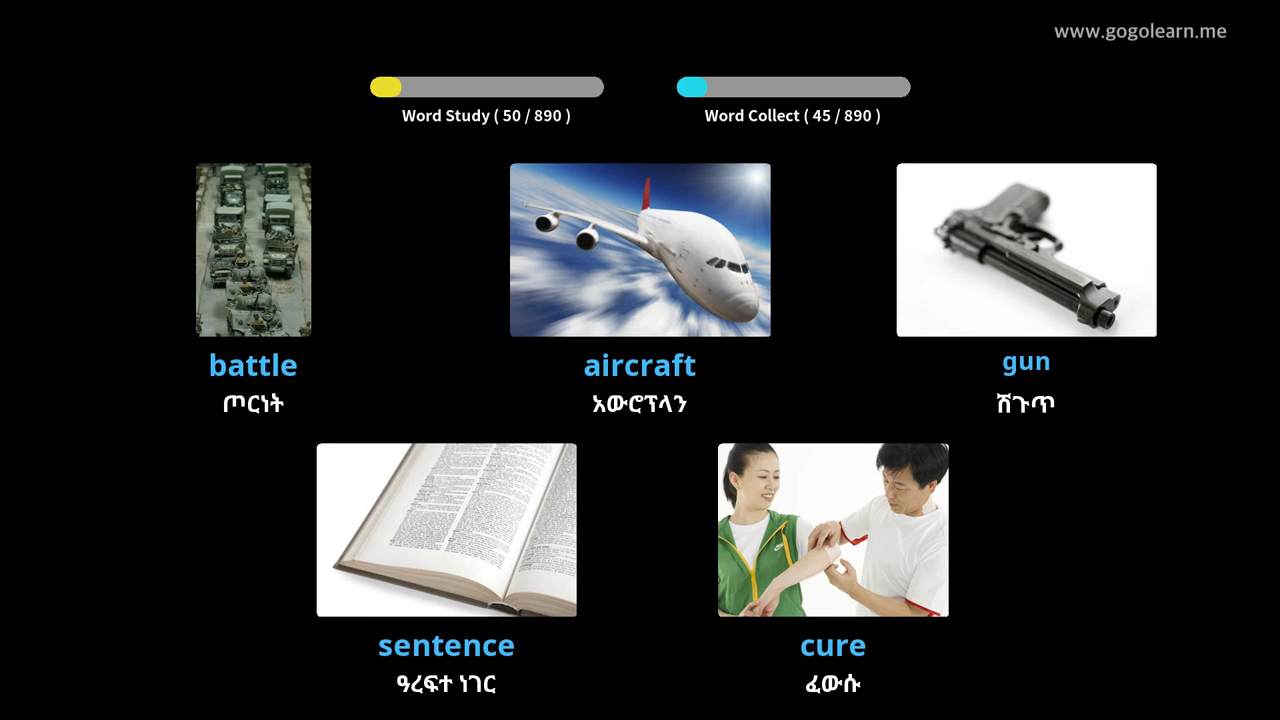 www.gogolearn.me
Word Study ( 50 / 890 )
Word Collect ( 45 / 890 )
battle
ጦርነት
aircraft
አውሮፕላን
gun
ሽጉጥ
sentence
ዓረፍተ ነገር
cure
ፈውሱ